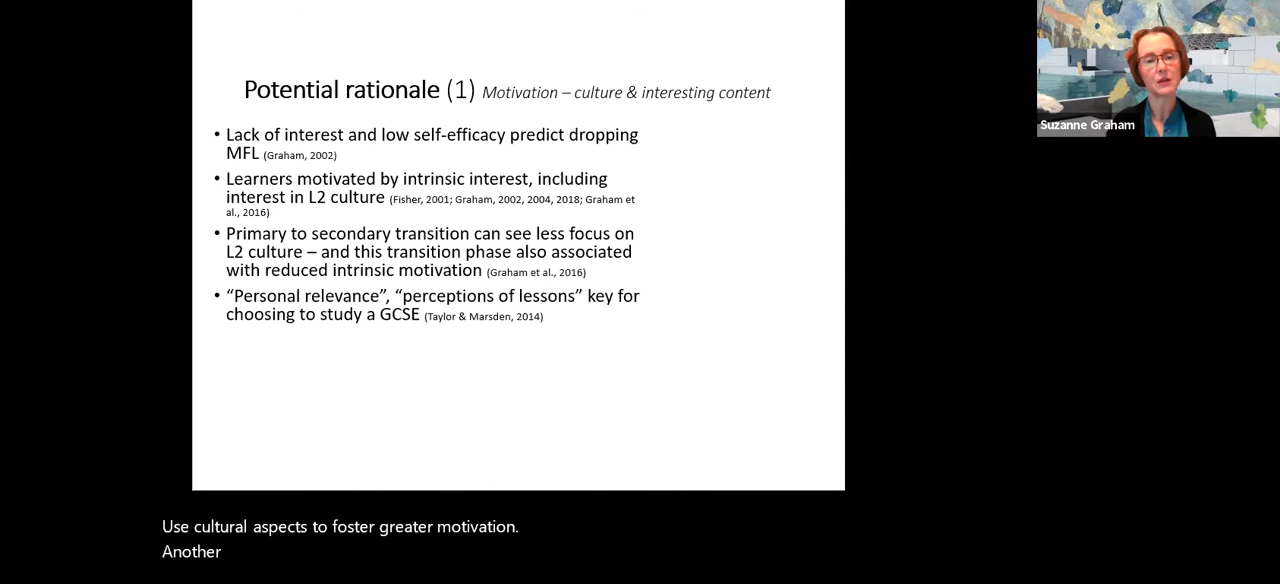 Potential rationale (1) Motivation – culture & interesting content
• Lack of interest and low self-efficacy predict dropping
MFL (Graham, 2002)
• Learners motivated by intrinsic interest, including
interest in L2 culture (Fisher, 2001; Graham, 2002, 2004, 2018; Graham et
al., 2016)
• Primary to secondary transition can see less focus on
L2 culture – and this transition phase also associated
with reduced intrinsic motivation (Graham et al., 2016)
• “Personal relevance”, “perceptions of lessons” key for
choosing to study a GCSE (Taylor & Marsden, 2014)
Suzanne Graham
Use cultural aspects to foster greater motivation.
Another